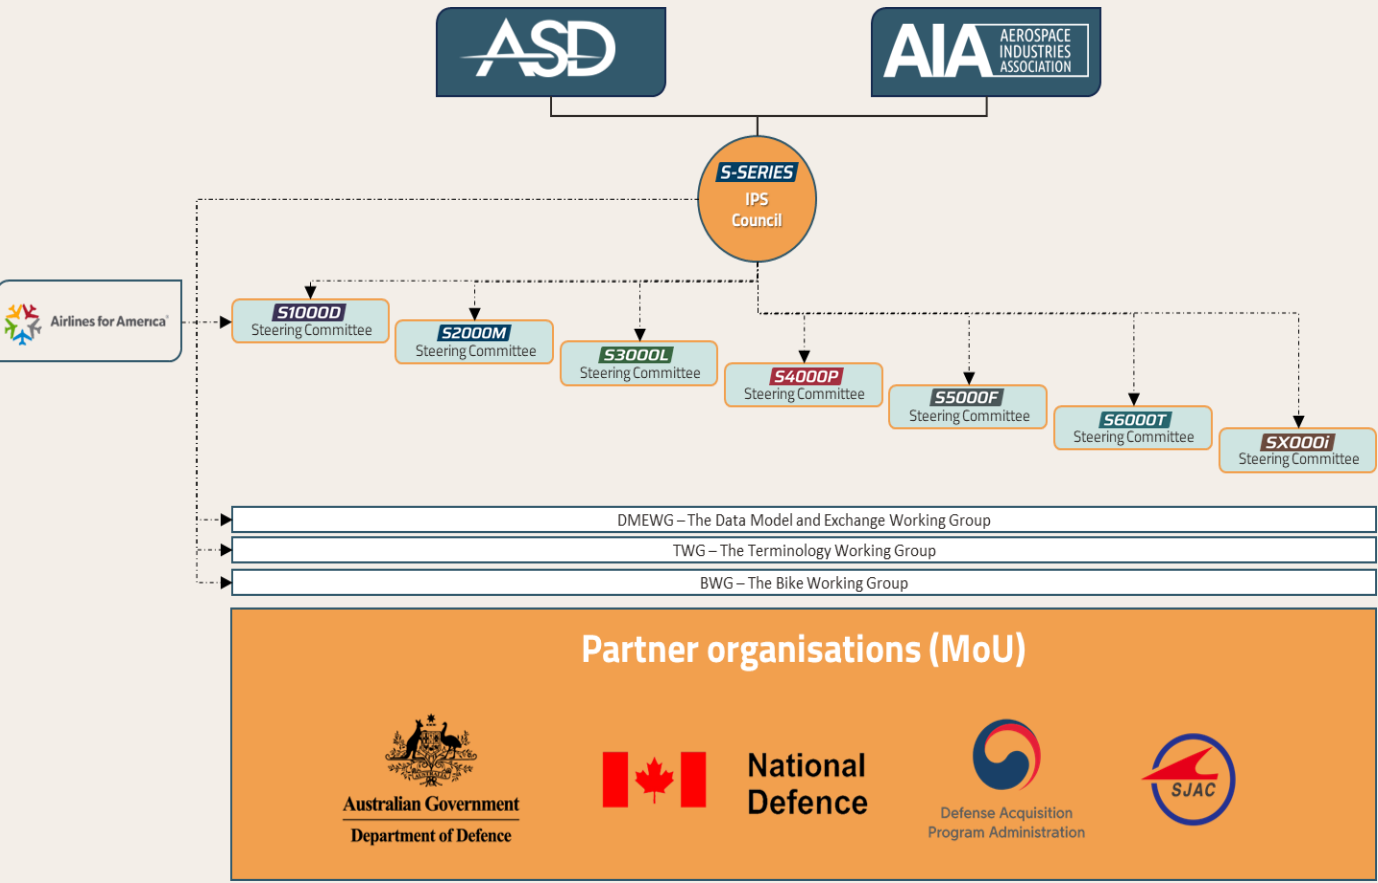 ASD
AIA
AEROSPACE
INDUSTRIES
ASSOCIATION
S-SERIES
IPS
Council
Airlines for America®
S1000D
Steering Committee
S2000M
Steering Committee
S3000L
Steering Committee
S4000P
Steering Committee
S5000F
Steering Committee
S6000T
Steering Committee
SX000i
Steering Committee
DMEWG – The Data Model and Exchange Working Group
TWG – The Terminology Working Group
BWG – The Bike Working Group
Partner organisations (MoU)
Australian Government
Department of Defence
National
Defence
Defense Acquisition
Program Administration
SJAC